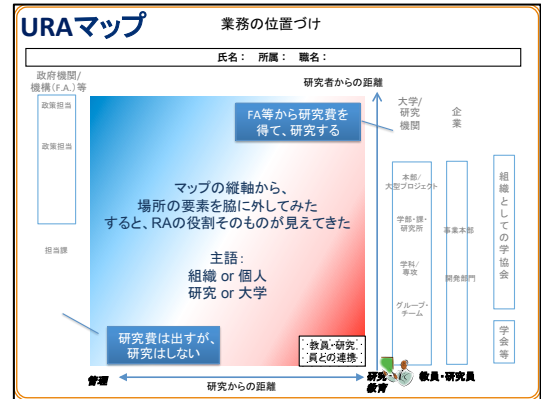 URAマップ
業務の位置づけ
氏名： 所属： 職名：
政府機関/
機構(F.A.)等
政策担当
政策担当
担当課
研究者からの距離
FA等から研究費を
得て、研究する
大学/
研究
機関
企
業
本部/
大型プロジェクト
学部・課・
研究所
学科/
専攻
グループ・
チーム
事業本部
開発部門
組織としての学協会
学会等
マップの縦軸から、
場所の要素を脇に外してみた
すると、RAの役割そのものが見えてきた
主語：
組織 or 個人
研究 or 大学
研究費は出すが、
研究はしない
教員・研究
員との連携
管理
研究からの距離
研究
教育
教員・研究員